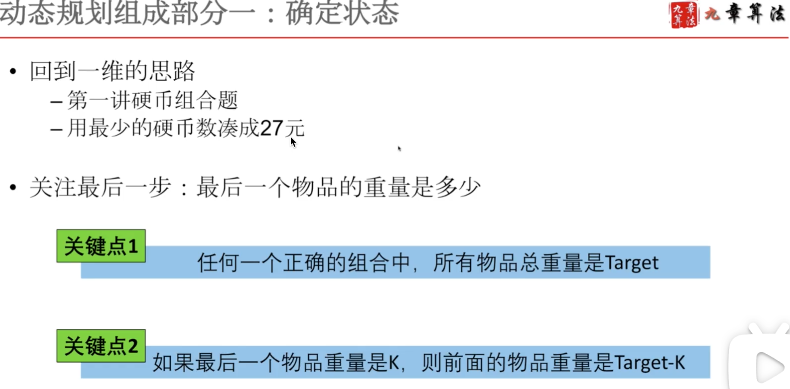 动态规划组成部分一：确定状态
九章算法
九章算法
• 回到一维的思路
– 第一讲硬币组合题
– 用最少的硬币数凑成27元
• 关注最后一步：最后一个物品的重量是多少
关键点1
任何一个正确的组合中，所有物品总重量是Target
关键点2
如果最后一个物品重量是K，则前面的物品重量是Target-K